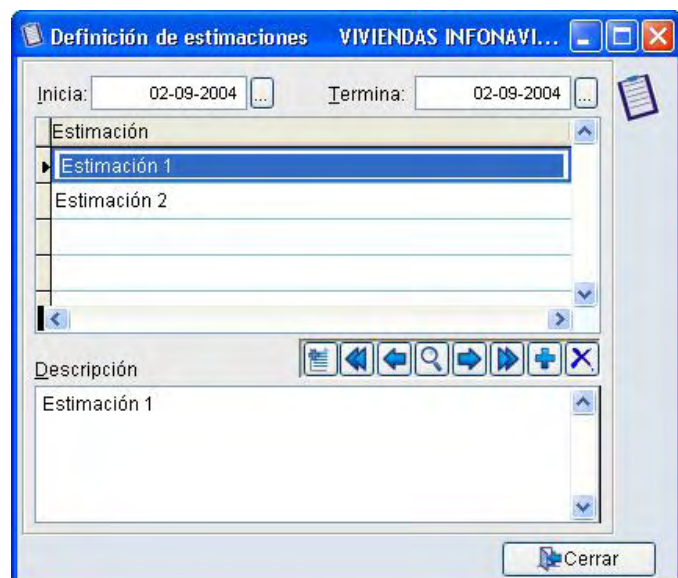 Definición de estimaciones VIVIENDAS INFONAVI...
Inicia: 02-09-2004 ... Termina: 02-09-2004 ...
Estimación
Estimación 1
Estimación 2
Descripción
Estimación 1
Cerrar